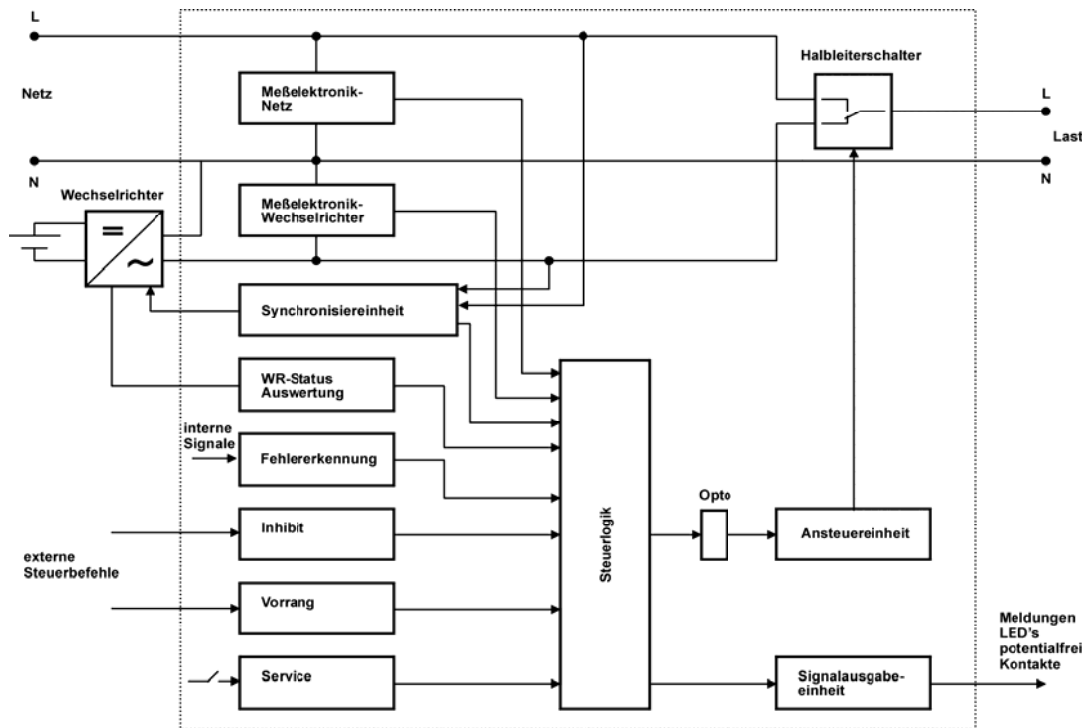 L
Halbleiterschalter
Meßelektronik-
Netz
Netz
L
Last
N
N
Wechselrichter
Meßelektronik-
Wechselrichter
=
~
Synchronisiereinheit
WR-Status
Auswertung
interne
Signale
Fehlererkennung
Steuerlogik
Opto
Inhibit
Ansteuereinheit
externe
Steuerbefehle
Vorrang
Meldungen
LED's
potentialfrei
Kontakte
Service
Signalausgabe-
einheit